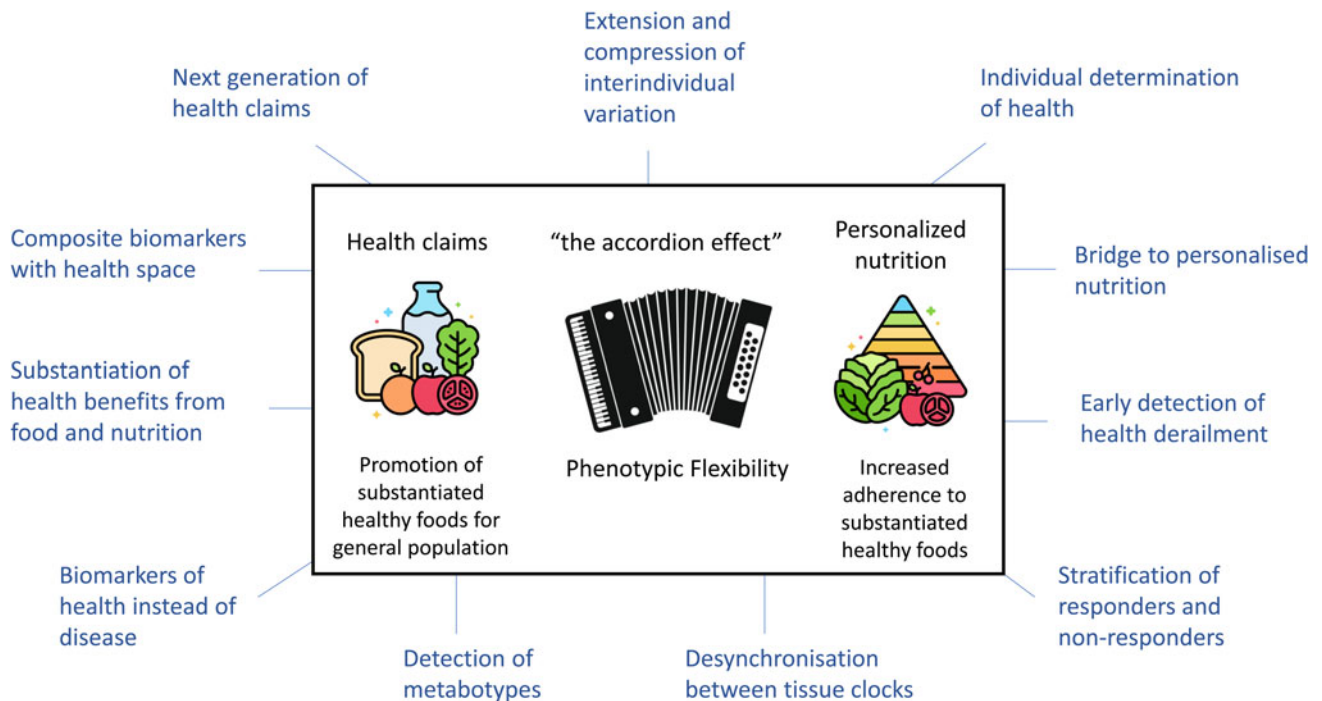 Extension and
compression of
interindividual
variation
Next generation of
health claims
Individual determination
of health
Composite biomarkers
with health space
Health claims
“the accordion effect”
Personalized
nutrition
Bridge to personalised
nutrition
Substantiation of
health benefits from
food and nutrition
Early detection of
health derailment
Promotion of
substantiated
healthy foods for
general population
Phenotypic Flexibility
Increased
adherence to
substantiated
healthy foods
Biomarkers of
health instead of
disease
Detection of
metabotypes
Desynchronisation
between tissue clocks
Stratification of
responders and
non-responders